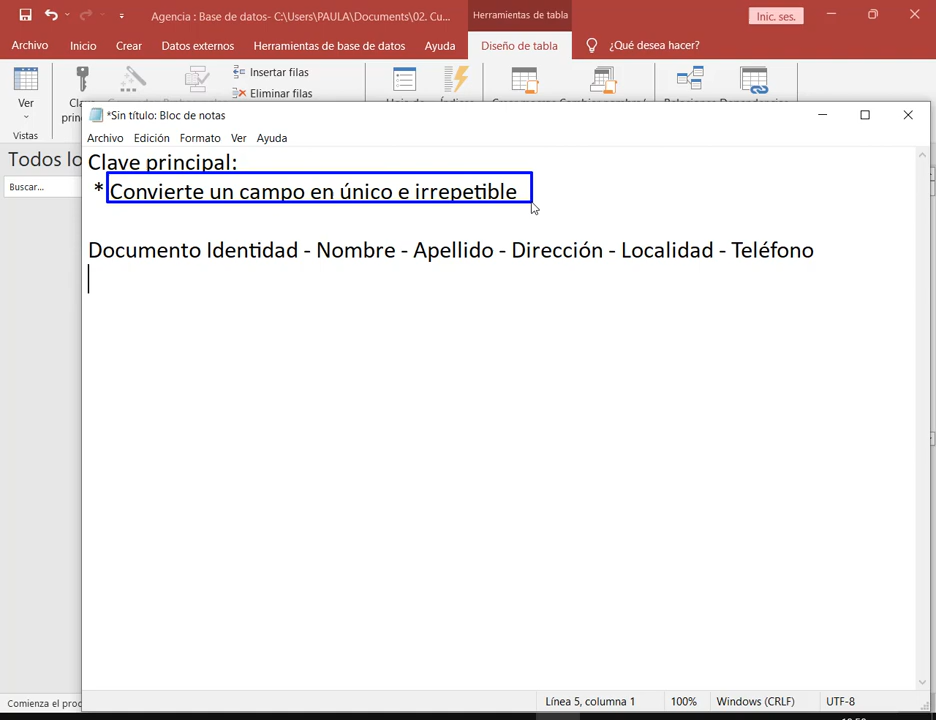 Agencia : Base de datos- C:\Users\PAULA\Documents\02. Cu...
Herramientas de tabla
Inic. ses.
Archivo Inicio Crear Datos externos Herramientas de base de datos Ayuda Diseño de tabla ¿Qué desea hacer?
Ver
Insertar filas
Eliminar filas
Vistas
*Sin título: Bloc de notas
Archivo Edición Formato Ver Ayuda
Todos lo
Buscar...
Clave principal:
* Convierte un campo en único e irrepetible
Documento Identidad - Nombre - Apellido - Dirección - Localidad - Teléfono
Comienza el proc
Línea 5, columna 1 100% Windows (CRLF) UTF-8